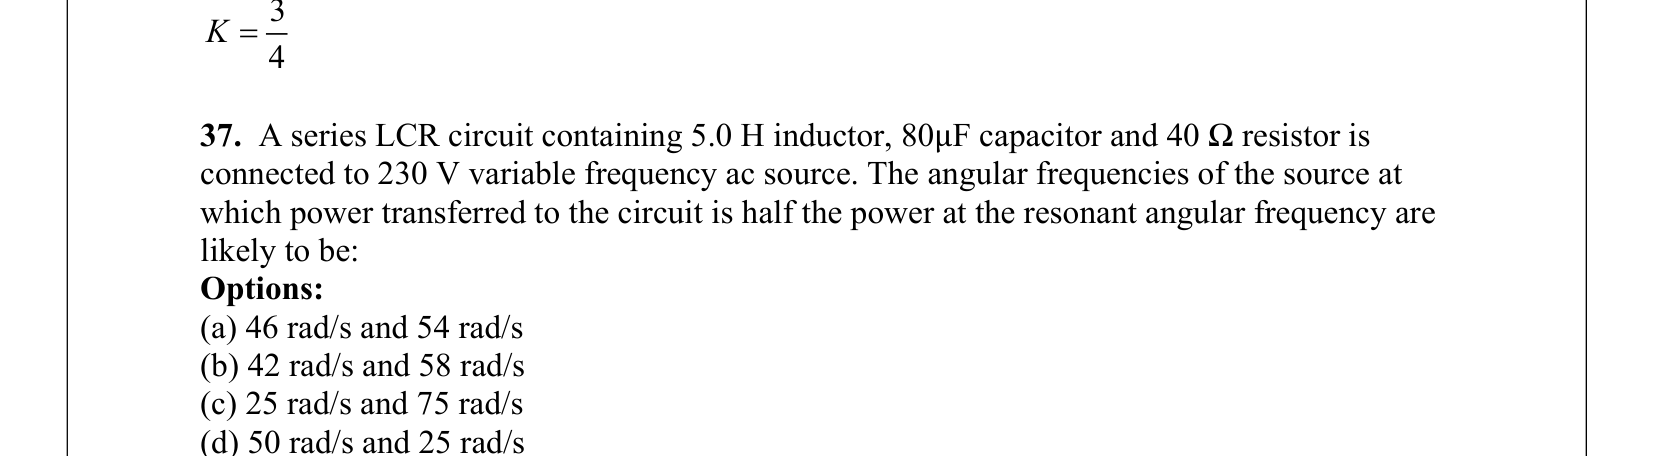 K = 3/4
37. A series LCR circuit containing 5.0 H inductor, 80μF capacitor and 40 Ω resistor is
connected to 230 V variable frequency ac source. The angular frequencies of the source at
which power transferred to the circuit is half the power at the resonant angular frequency are
likely to be:
Options:
(a) 46 rad/s and 54 rad/s
(b) 42 rad/s and 58 rad/s
(c) 25 rad/s and 75 rad/s
(d) 50 rad/s and 25 rad/s